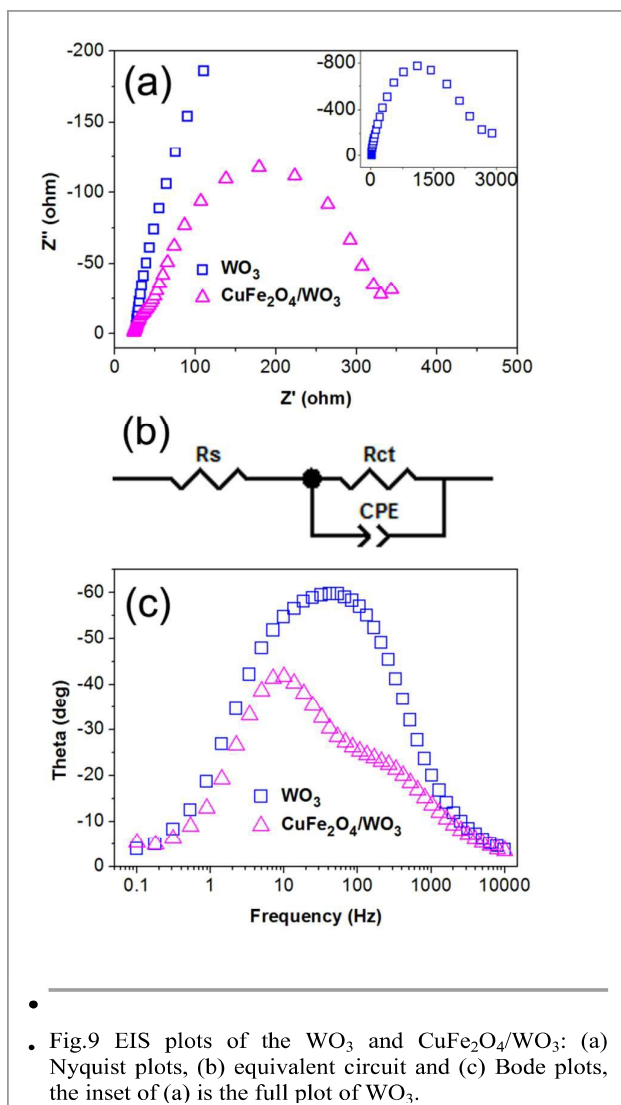 (a)
-200
-150
-100
-50
0
Z'' (ohm)
-800
-400
0
0 1500 3000
WO₃
CuFe₂O₄/WO₃
0 100 200 300 400 500
Z' (ohm)
(b)
Rs
Rct
CPE
(c)
-60
-50
-40
-30
-20
-10
0
Theta (deg)
WO₃
CuFe₂O₄/WO₃
0.1 1 10 100 1000 10000
Frequency (Hz)
Fig.9 EIS plots of the WO₃ and CuFe₂O₄/WO₃: (a)
Nyquist plots, (b) equivalent circuit and (c) Bode plots,
the inset of (a) is the full plot of WO₃.